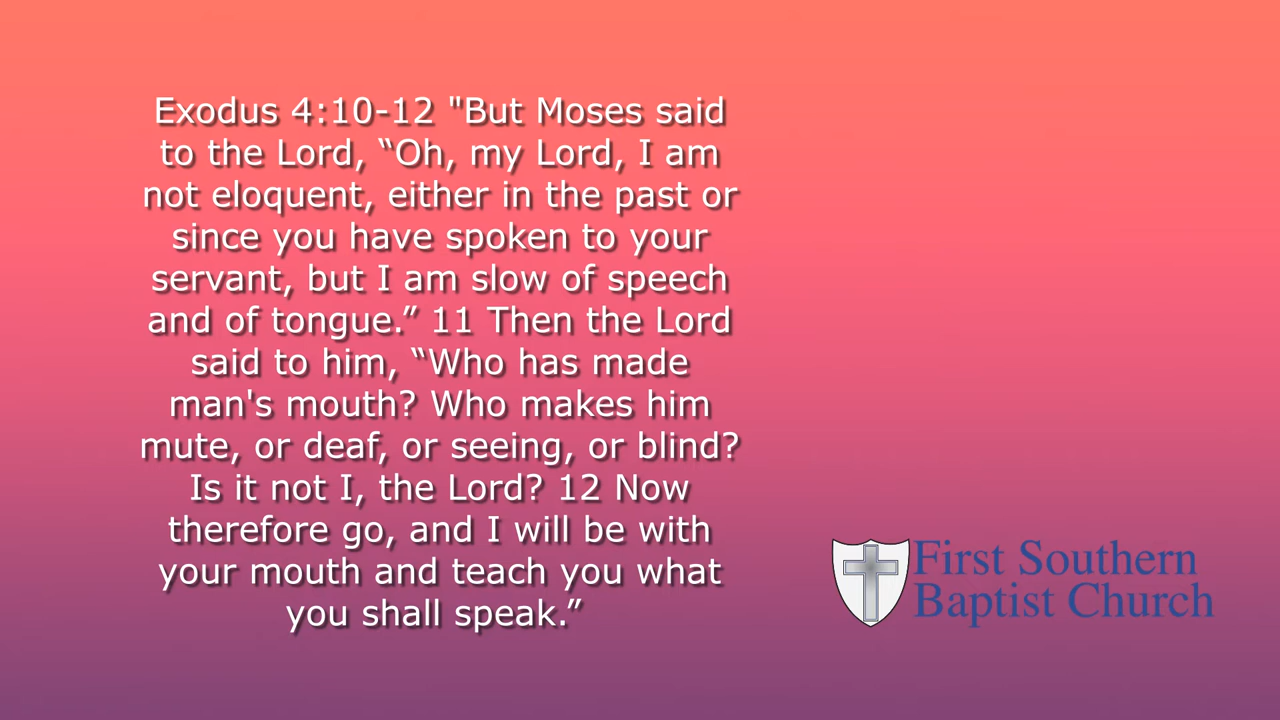 Exodus 4:10-12 "But Moses said
to the Lord, “Oh, my Lord, I am
not eloquent, either in the past or
since you have spoken to your
servant, but I am slow of speech
and of tongue.” 11 Then the Lord
said to him, “Who has made
man's mouth? Who makes him
mute, or deaf, or seeing, or blind?
Is it not I, the Lord? 12 Now
therefore go, and I will be with
your mouth and teach you what
you shall speak.”
First Southern
Baptist Church